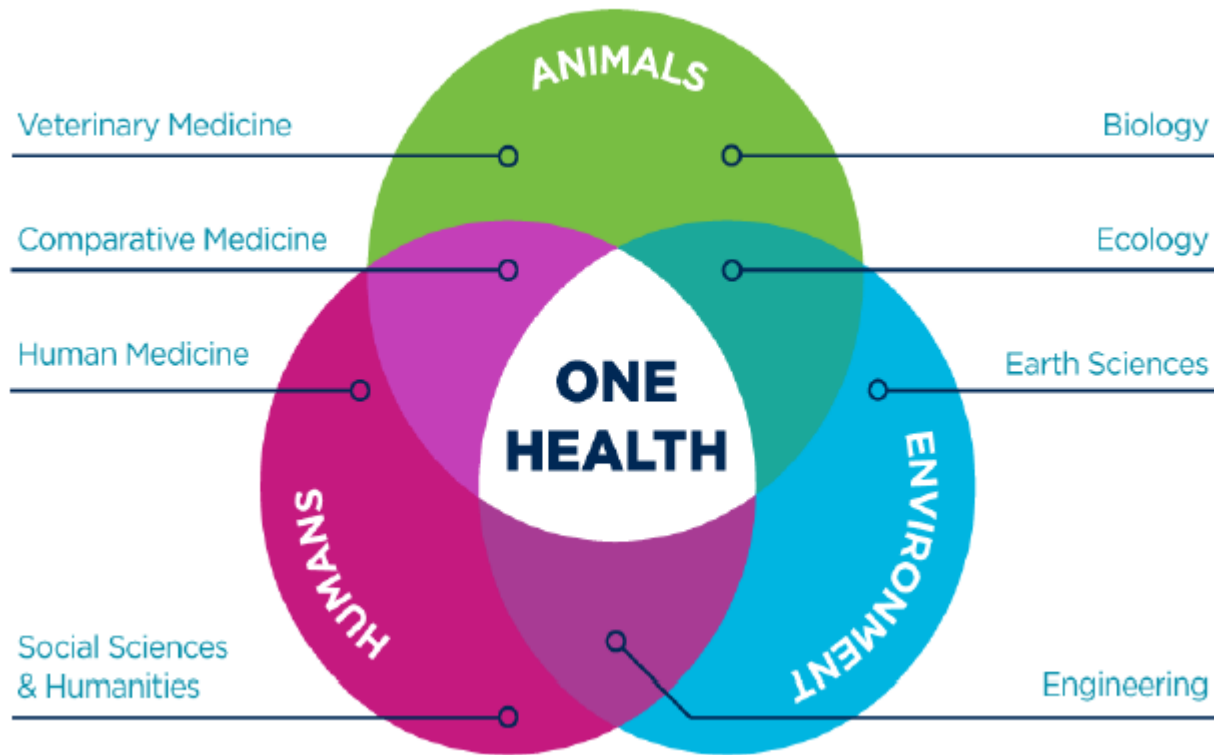 ANIMALS
Veterinary Medicine
Biology
Comparative Medicine
Ecology
Human Medicine
Earth Sciences
ONE
HEALTH
HUMANS
ENVIRONMENT
Social Sciences
& Humanities
Engineering